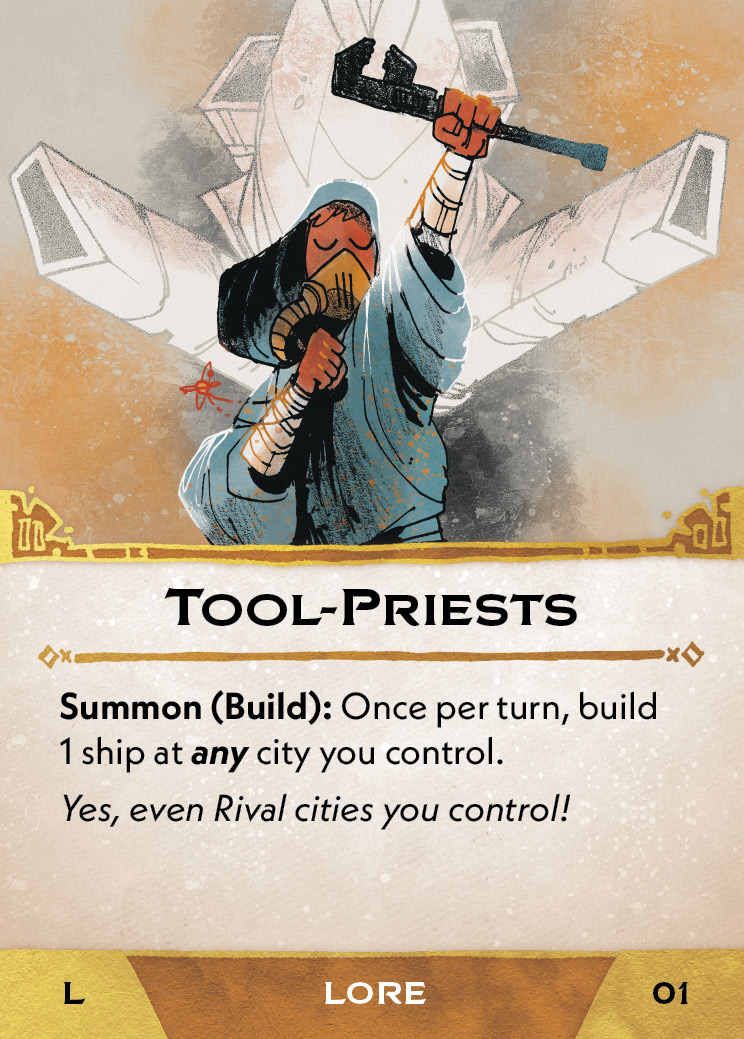 TOOL-PRIESTS
Summon (Build): Once per turn, build
1 ship at any city you control.
Yes, even Rival cities you control!
L
LORE
01